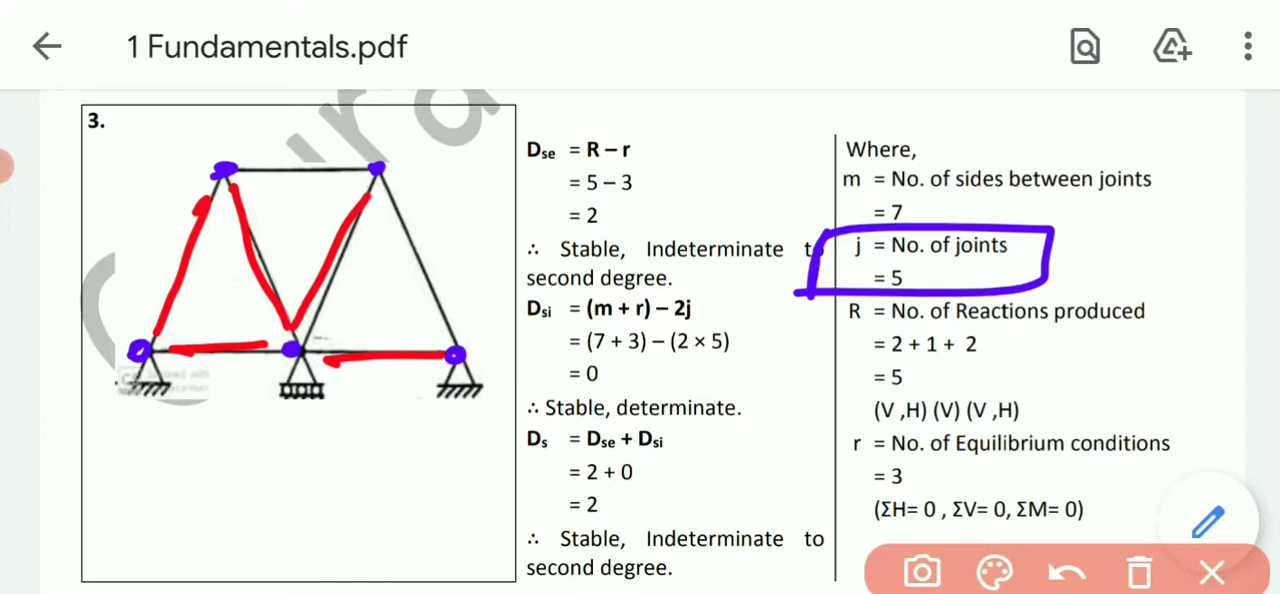 1 Fundamentals.pdf
3.
Dse = R – r
= 5 – 3
= 2
∴ Stable, Indeterminate to
second degree.
Dsi = (m + r) – 2j
= (7 + 3) – (2 × 5)
= 0
∴ Stable, determinate.
Ds = Dse + Dsi
= 2 + 0
= 2
∴ Stable, Indeterminate to
second degree.
Where,
m = No. of sides between joints
= 7
j = No. of joints
= 5
R = No. of Reactions produced
= 2 + 1 + 2
= 5
(V ,H) (V) (V ,H)
r = No. of Equilibrium conditions
= 3
(ΣH= 0 , ΣV= 0, ΣM= 0)